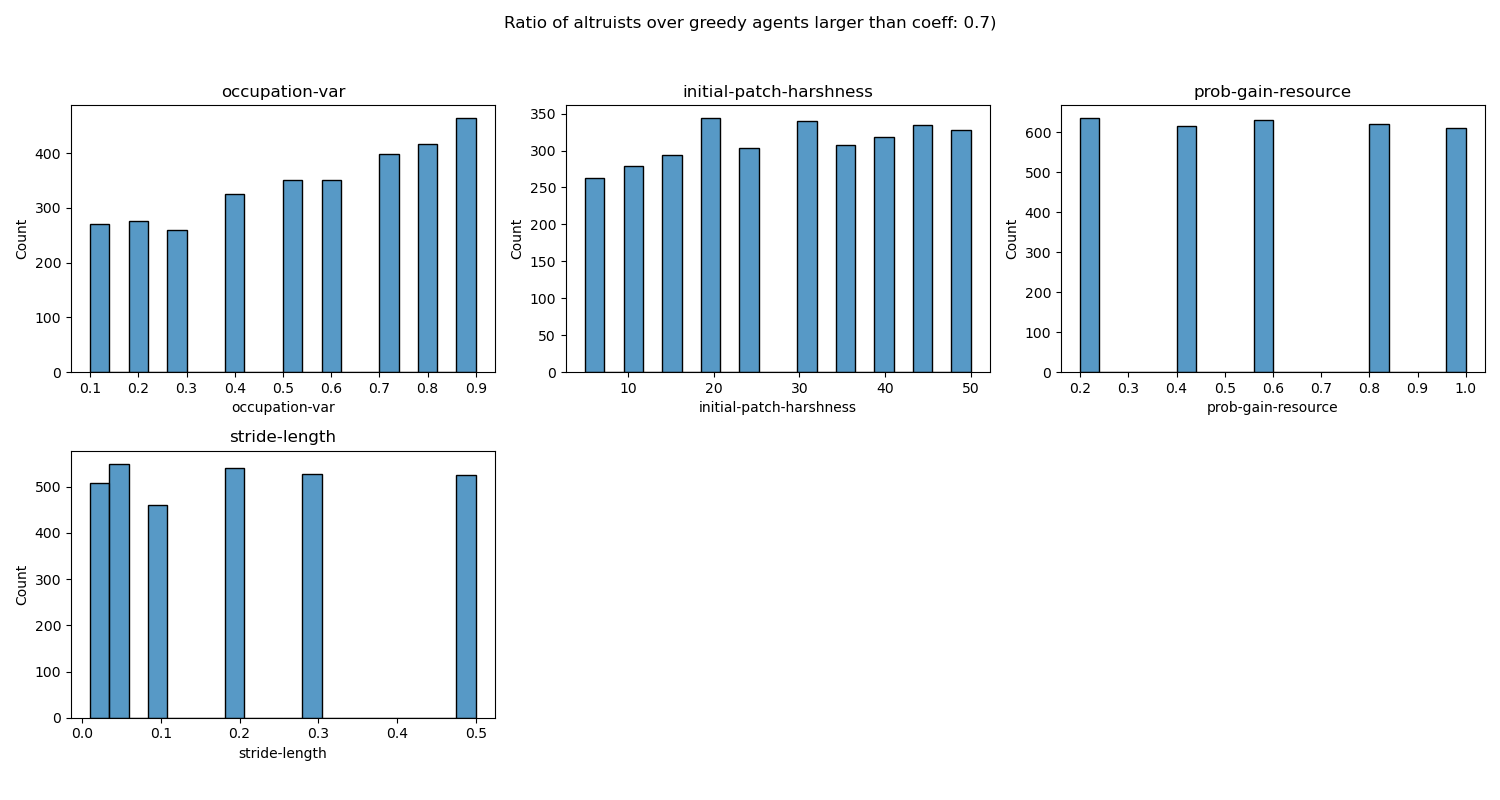 Ratio of altruists over greedy agents larger than coeff: 0.7)
occupation-var
initial-patch-harshness
prob-gain-resource
Count
400
300
200
100
0
0.1 0.2 0.3 0.4 0.5 0.6 0.7 0.8 0.9
occupation-var
Count
350
300
250
200
150
100
50
0
10 20 30 40 50
initial-patch-harshness
Count
600
500
400
300
200
100
0
0.2 0.3 0.4 0.5 0.6 0.7 0.8 0.9 1.0
prob-gain-resource
stride-length
Count
500
400
300
200
100
0
0.0 0.1 0.2 0.3 0.4 0.5
stride-length